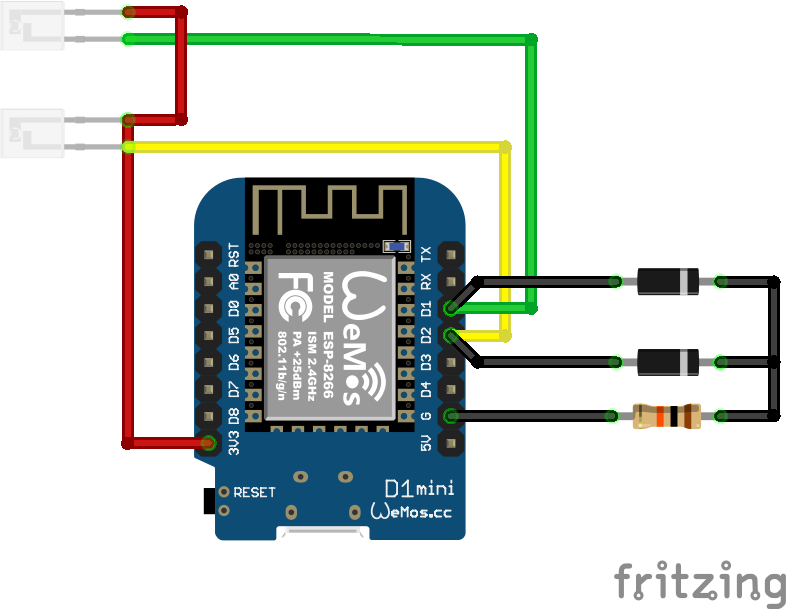 RST
A0
D0
D5
D6
D7
D8
3V3
TX
RX
D1
D2
D3
D4
G
5V
WeMos
MODEL ESP-8266
ISM 2.4GHz
PA +25dBm
802.11b/g/n
FC
RESET
D1 mini
WeMos.cc
fritzing